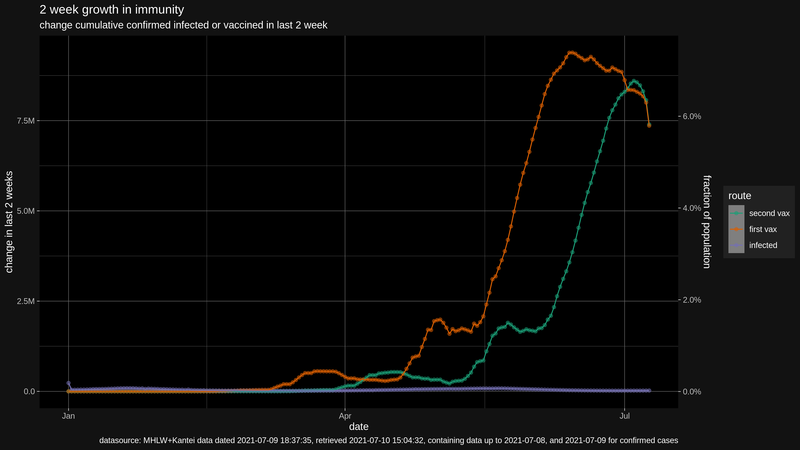 2 week growth in immunity
change cumulative confirmed infected or vaccined in last 2 week
change in last 2 weeks
7.5M
5.0M
2.5M
0.0
6.0%
4.0%
2.0%
0.0%
fraction of population
route
second vax
first vax
infected
Jan
Apr
Jul
date
datasource: MHLW+Kantei data dated 2021-07-09 18:37:35, retrieved 2021-07-10 15:04:32, containing data up to 2021-07-08, and 2021-07-09 for confirmed cases